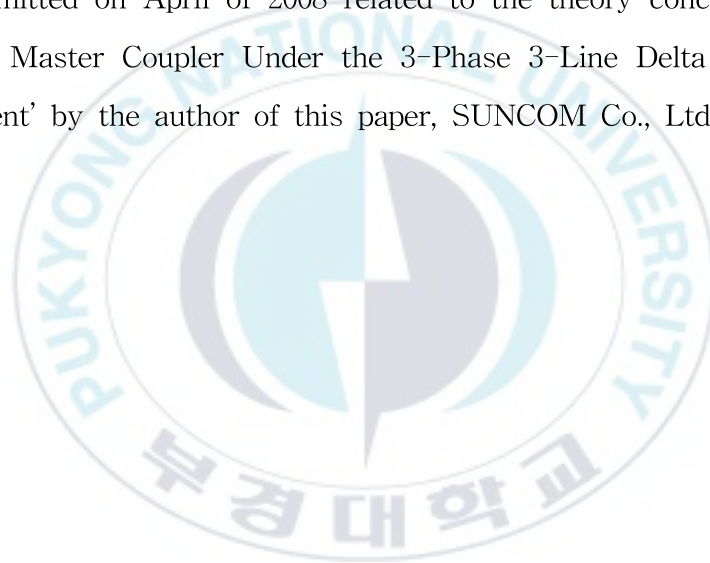 mitted on April of 2008 related to the theory conc
Master Coupler Under the 3-Phase 3-Line Delta
ent' by the author of this paper, SUNCOM Co., Ltd
PUKYONG NATIONAL UNIVERSITY
부경대학교